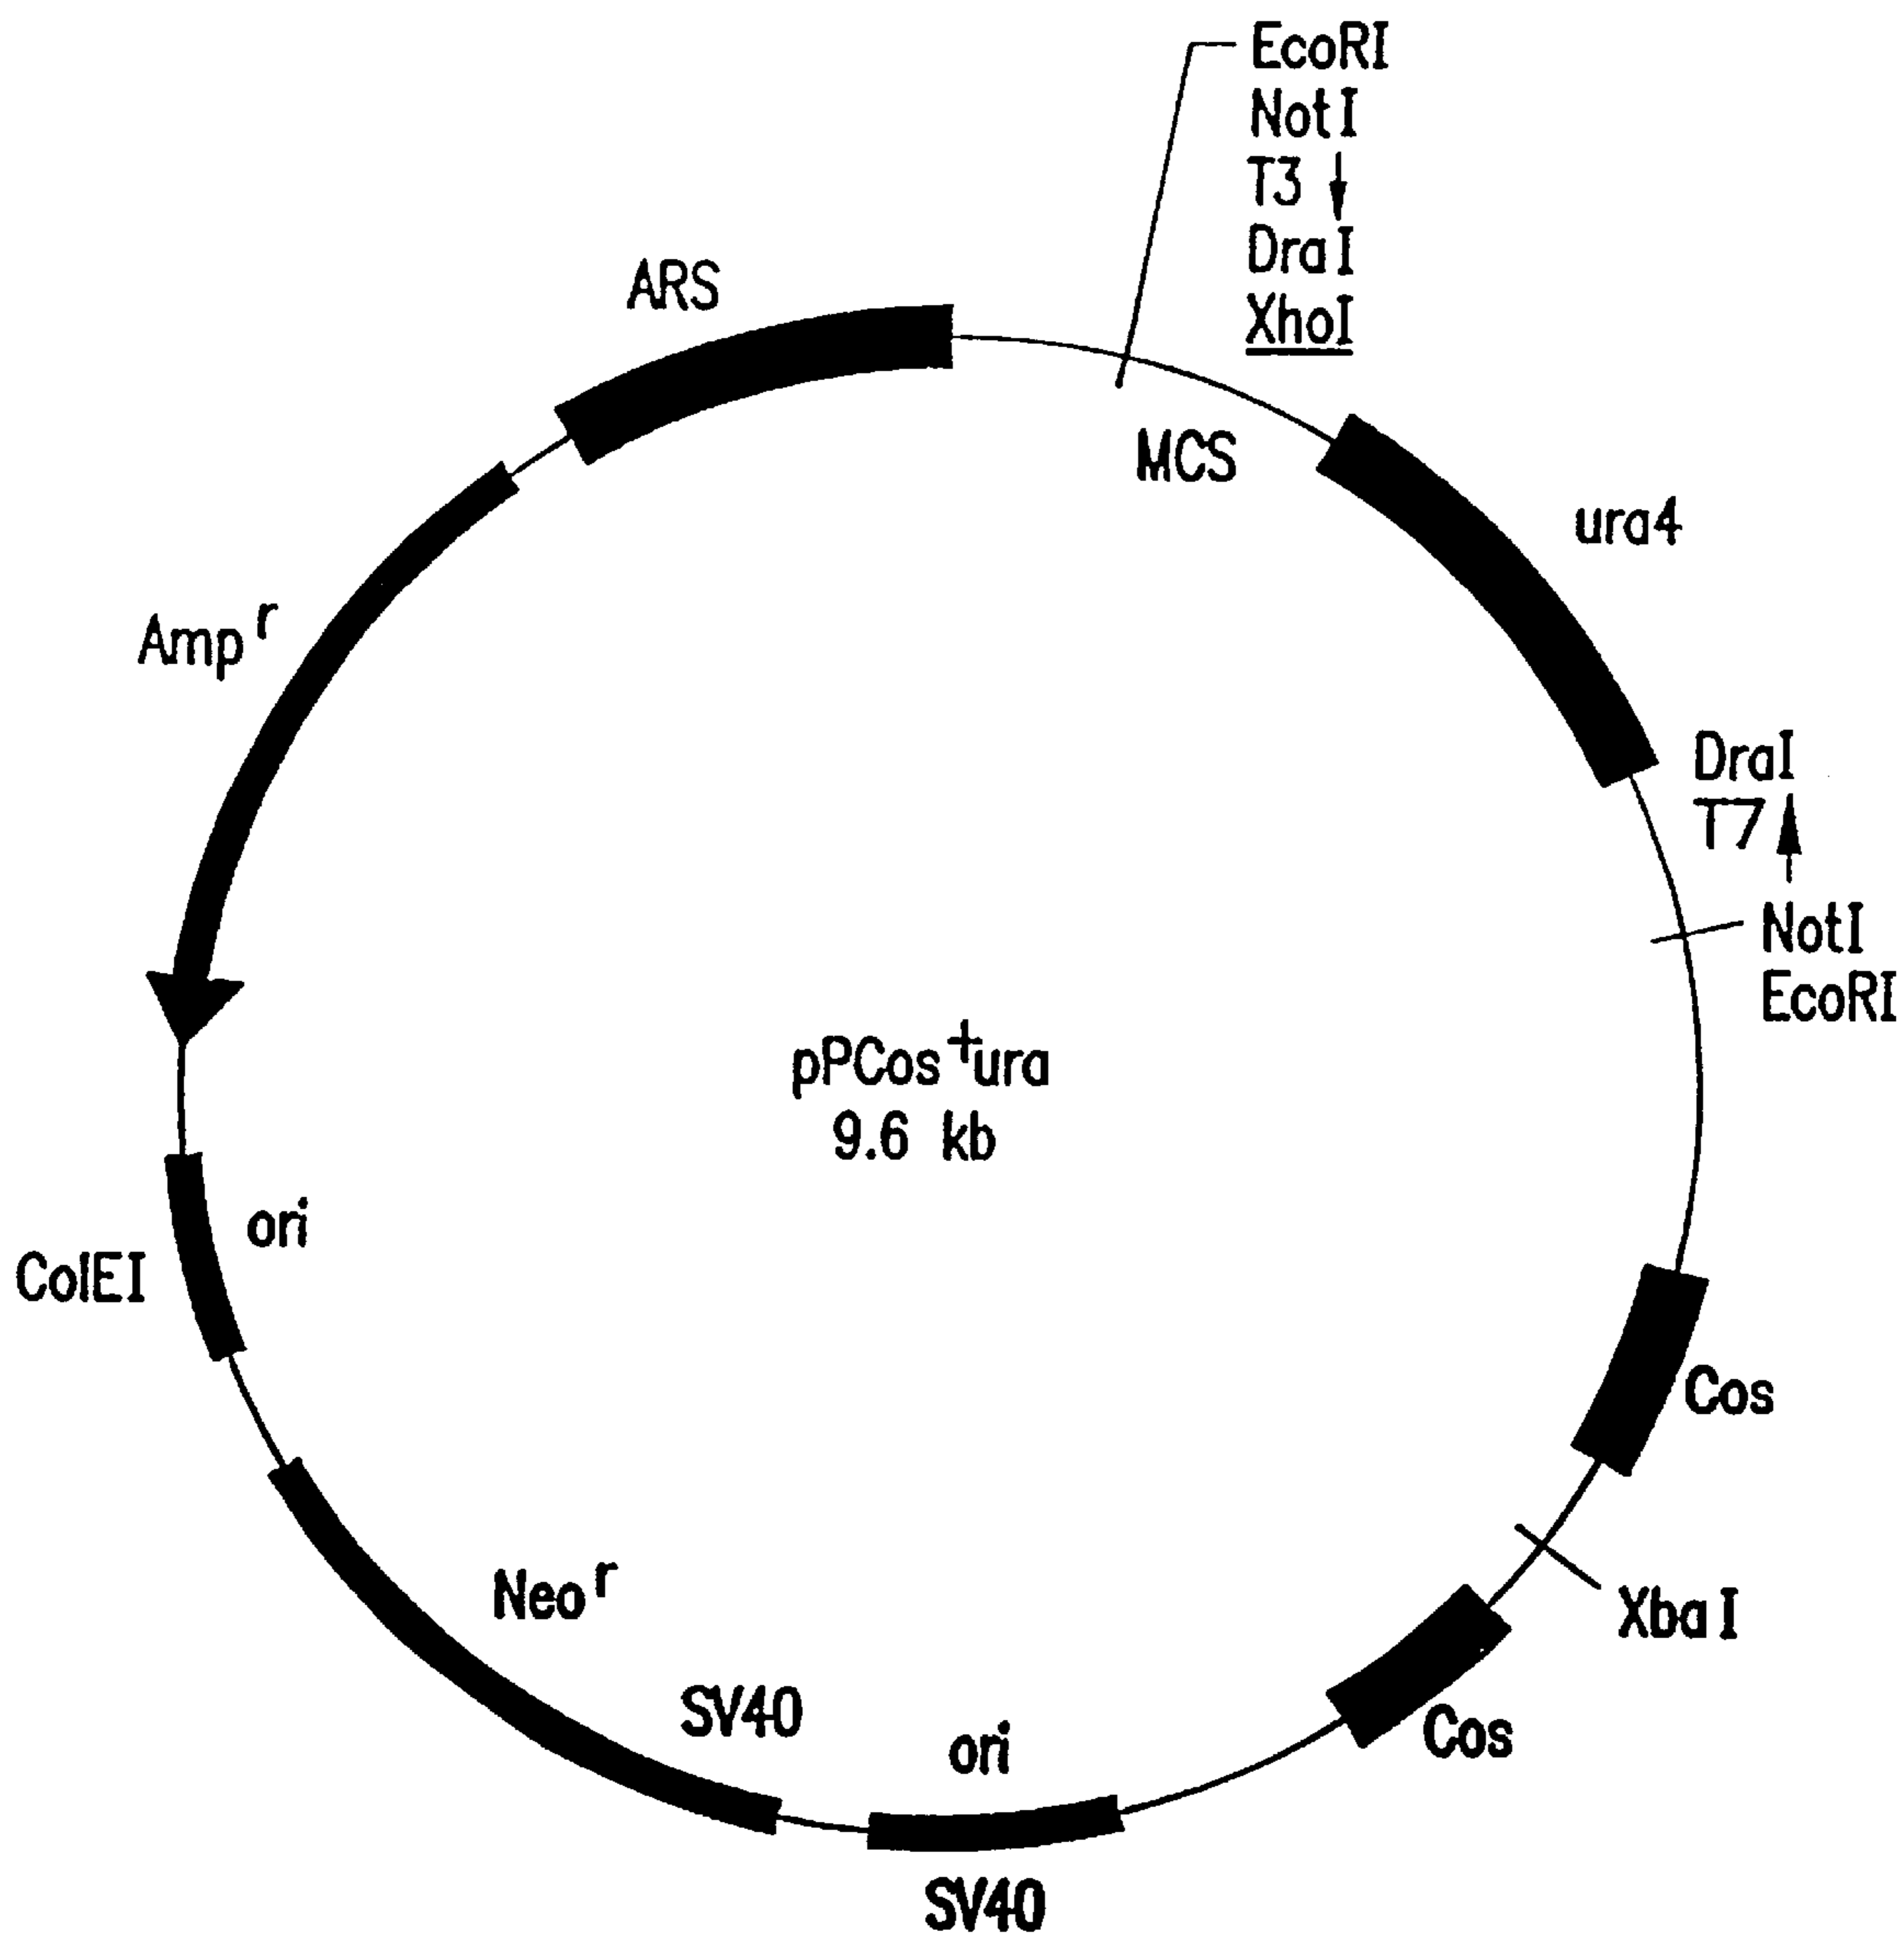 EcoRI
NotI
T3 ↓
DraI
XhoI
ARS
MCS
ura4
Amp^r
DraI
T7 ↑
NotI
EcoRI
pPCos⁺ura
9.6 kb
ori
ColEI
Cos
XbaI
Neo^r
SV40
ori
Cos
SV40